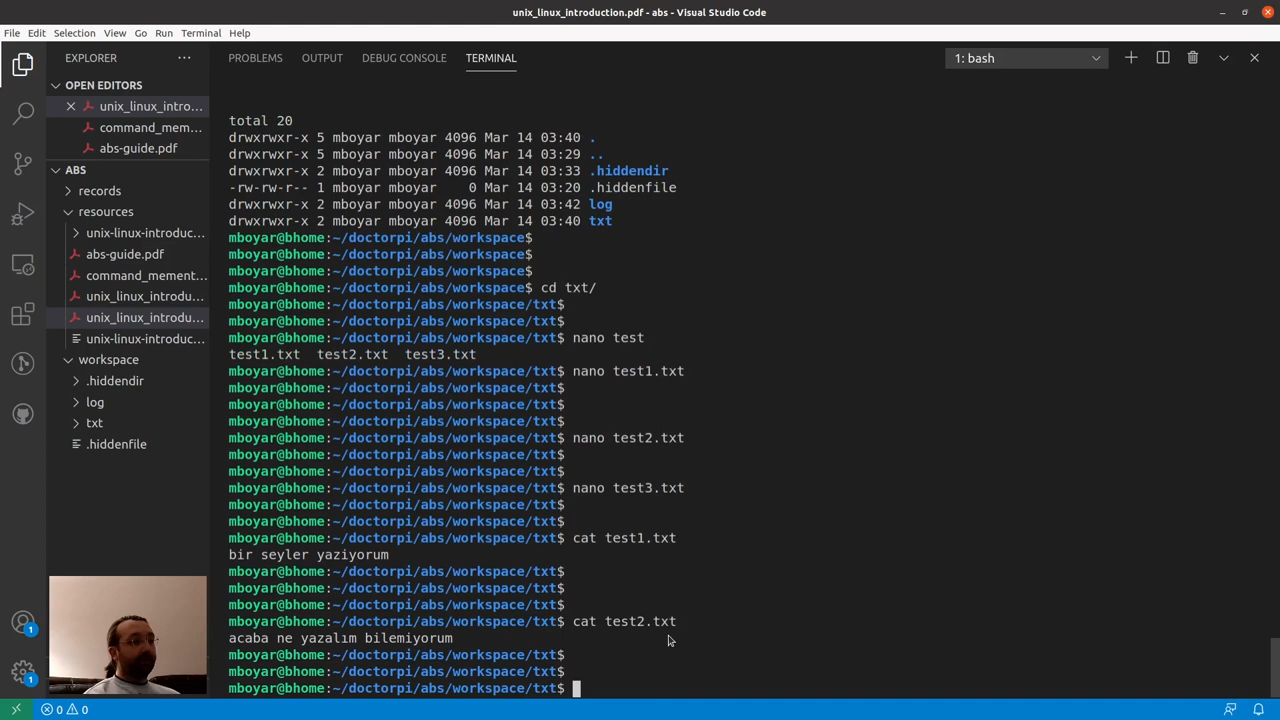 unix_linux_introduction.pdf - abs - Visual Studio Code
File Edit Selection View Go Run Terminal Help
EXPLORER
OPEN EDITORS
unix_linux_intro...
command_mem...
abs-guide.pdf
ABS
records
resources
unix-linux-introduc...
abs-guide.pdf
command_mement...
unix_linux_introdu...
unix_linux_introdu...
unix-linux-introduc...
workspace
.hiddendir
log
txt
.hiddenfile
PROBLEMS OUTPUT DEBUG CONSOLE TERMINAL
1: bash
total 20
drwxrwxr-x 5 mboyar mboyar 4096 Mar 14 03:40 .
drwxrwxr-x 5 mboyar mboyar 4096 Mar 14 03:29 ..
drwxrwxr-x 2 mboyar mboyar 4096 Mar 14 03:33 .hiddendir
-rw-rw-r-- 1 mboyar mboyar    0 Mar 14 03:20 .hiddenfile
drwxrwxr-x 2 mboyar mboyar 4096 Mar 14 03:42 log
drwxrwxr-x 2 mboyar mboyar 4096 Mar 14 03:40 txt
mboyar@bhome:~/doctorpi/abs/workspace$
mboyar@bhome:~/doctorpi/abs/workspace$
mboyar@bhome:~/doctorpi/abs/workspace$
mboyar@bhome:~/doctorpi/abs/workspace$ cd txt/
mboyar@bhome:~/doctorpi/abs/workspace/txt$
mboyar@bhome:~/doctorpi/abs/workspace/txt$
mboyar@bhome:~/doctorpi/abs/workspace/txt$ nano test
test1.txt  test2.txt  test3.txt
mboyar@bhome:~/doctorpi/abs/workspace/txt$ nano test1.txt
mboyar@bhome:~/doctorpi/abs/workspace/txt$
mboyar@bhome:~/doctorpi/abs/workspace/txt$
mboyar@bhome:~/doctorpi/abs/workspace/txt$
mboyar@bhome:~/doctorpi/abs/workspace/txt$ nano test2.txt
mboyar@bhome:~/doctorpi/abs/workspace/txt$
mboyar@bhome:~/doctorpi/abs/workspace/txt$
mboyar@bhome:~/doctorpi/abs/workspace/txt$ nano test3.txt
mboyar@bhome:~/doctorpi/abs/workspace/txt$
mboyar@bhome:~/doctorpi/abs/workspace/txt$
mboyar@bhome:~/doctorpi/abs/workspace/txt$ cat test1.txt
bir seyler yaziyorum
mboyar@bhome:~/doctorpi/abs/workspace/txt$
mboyar@bhome:~/doctorpi/abs/workspace/txt$
mboyar@bhome:~/doctorpi/abs/workspace/txt$
mboyar@bhome:~/doctorpi/abs/workspace/txt$ cat test2.txt
acaba ne yazalım bilemiyorum
mboyar@bhome:~/doctorpi/abs/workspace/txt$
mboyar@bhome:~/doctorpi/abs/workspace/txt$
mboyar@bhome:~/doctorpi/abs/workspace/txt$
1
1
0 0